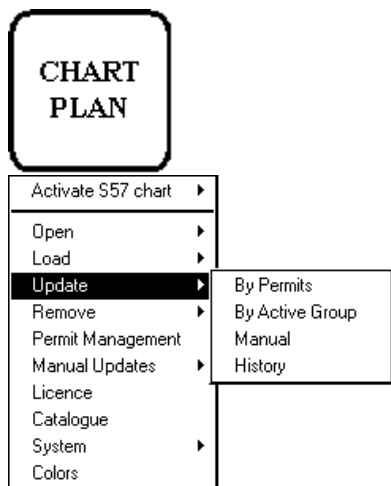 CHART
PLAN
Activate S57 chart
Open
Load
Update
Remove
Permit Management
Manual Updates
Licence
Catalogue
System
Colors
By Permits
By Active Group
Manual
History